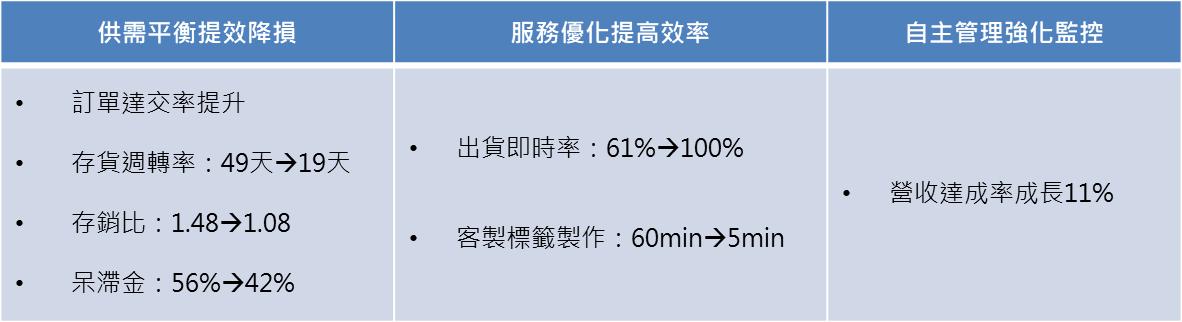 供需平衡提效降損
服務優化提高效率
自主管理強化監控
• 訂單達交率提升
• 存貨週轉率：49天→19天
• 存銷比：1.48→1.08
• 呆滯金：56%→42%
• 出貨即時率：61%→100%
• 客製標籤製作：60min→5min
• 營收達成率成長11%